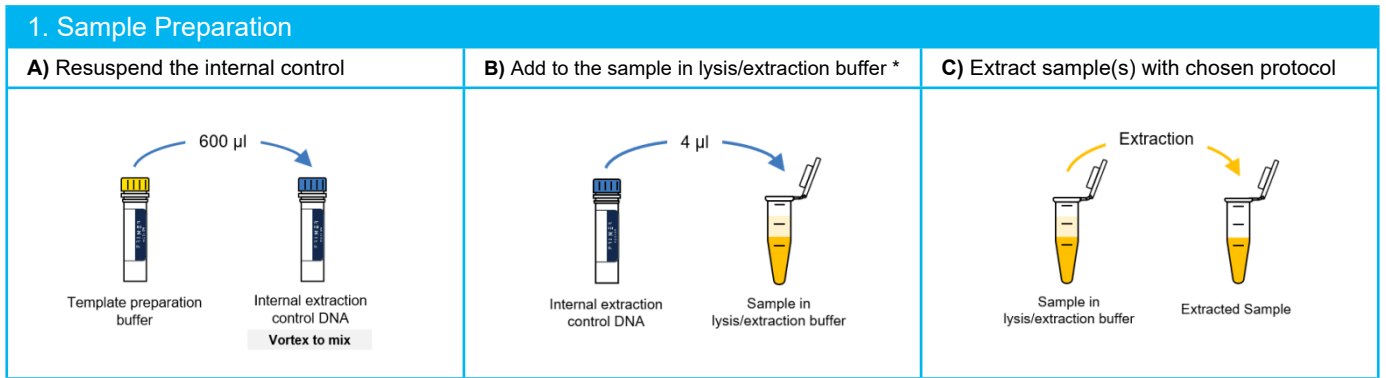 1. Sample Preparation
A) Resuspend the internal control
B) Add to the sample in lysis/extraction buffer *
C) Extract sample(s) with chosen protocol
600 µl
Template preparation
buffer
Internal extraction
control DNA
Vortex to mix
4 µl
Internal extraction
control DNA
Sample in
lysis/extraction buffer
Extraction
Sample in
lysis/extraction buffer
Extracted Sample